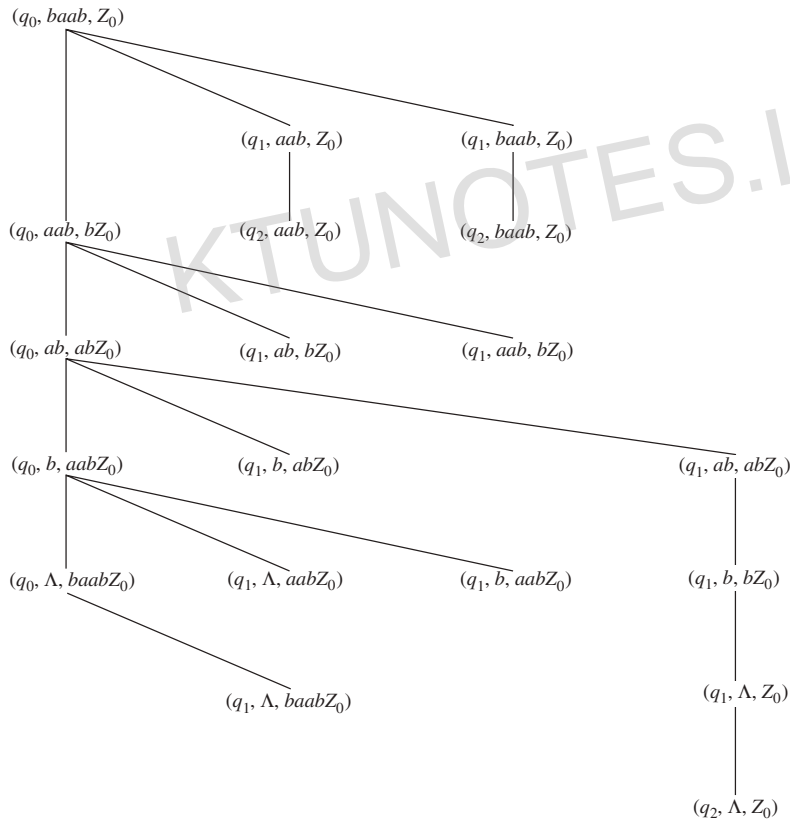 (q₀, baab, Z₀)
(q₁, aab, Z₀) (q₁, baab, Z₀)
(q₀, aab, bZ₀) (q₂, aab, Z₀) (q₂, baab, Z₀)
(q₀, ab, abZ₀) (q₁, ab, bZ₀) (q₁, aab, bZ₀)
(q₀, b, aabZ₀) (q₁, b, abZ₀) (q₁, ab, abZ₀)
(q₀, Λ, baabZ₀) (q₁, Λ, aabZ₀) (q₁, b, aabZ₀) (q₁, b, bZ₀)
(q₁, Λ, baabZ₀) (q₁, Λ, Z₀)
(q₂, Λ, Z₀)
KTUNOTES.I